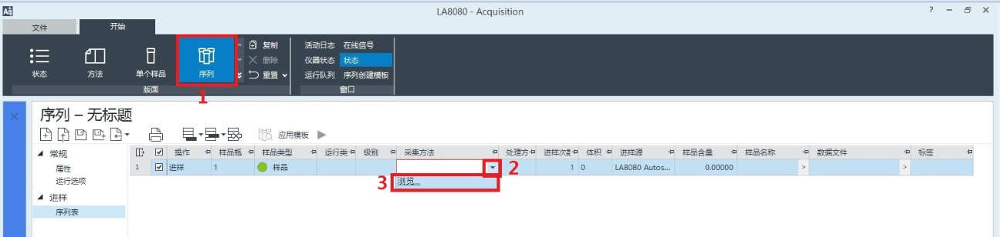 Aq
LA8080 - Acquisition
?
文件
开始
状态
方法
单个样品
序列
复制
删除
重置
版面
活动日志
在线信号
仪器状态
状态
运行队列
序列创建模板
窗口
1
序列 – 无标题
应用模板
常规
属性
运行选项
进样
序列表
操作 样品瓶 样品类型 运行类 级别 采集方法 处理方 进样次数 体积 进样源 样品含量 样品名称 数据文件 标签
1 进样 1 样品 1 0 LA8080 Autos... 0.00000 > >
2
3
浏览...